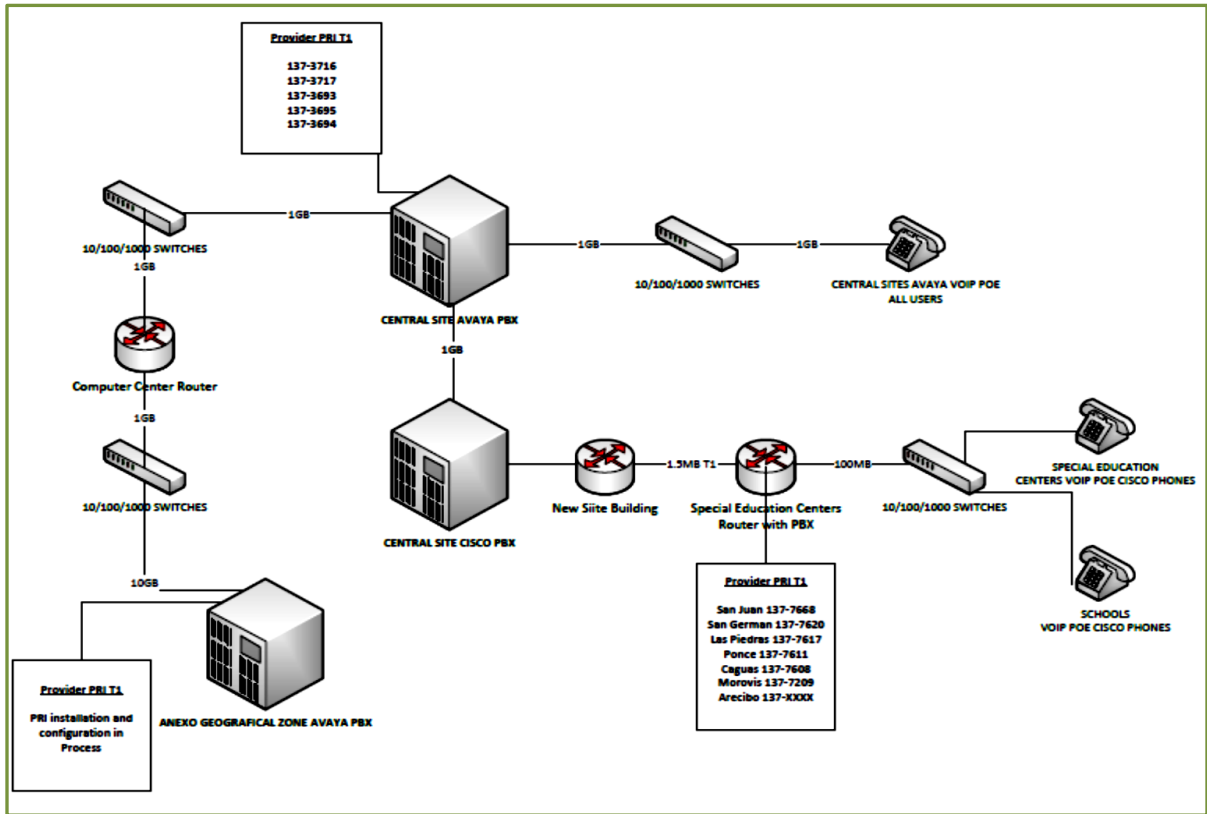 Provider PRI T1
137-3716
137-3717
137-3693
137-3695
137-3694
1GB
10/100/1000 SWITCHES
1GB
1GB
10/100/1000 SWITCHES
1GB
CENTRAL SITES AVAYA VOIP POE
ALL USERS
CENTRAL SITE AVAYA PBX
1GB
Computer Center Router
1GB
10/100/1000 SWITCHES
10GB
CENTRAL SITE CISCO PBX
New Siite Building
1.5MB T1
Special Education Centers
Router with PBX
100MB
10/100/1000 SWITCHES
SPECIAL EDUCATION
CENTERS VOIP POE CISCO PHONES
SCHOOLS
VOIP POE CISCO PHONES
Provider PRI T1
San Juan 137-7668
San German 137-7620
Las Piedras 137-7617
Ponce 137-7611
Caguas 137-7608
Morovis 137-7209
Arecibo 137-XXXX
Provider PRI T1
PRI installation and
configuration in
Process
ANEXO GEOGRAFICAL ZONE AVAYA PBX